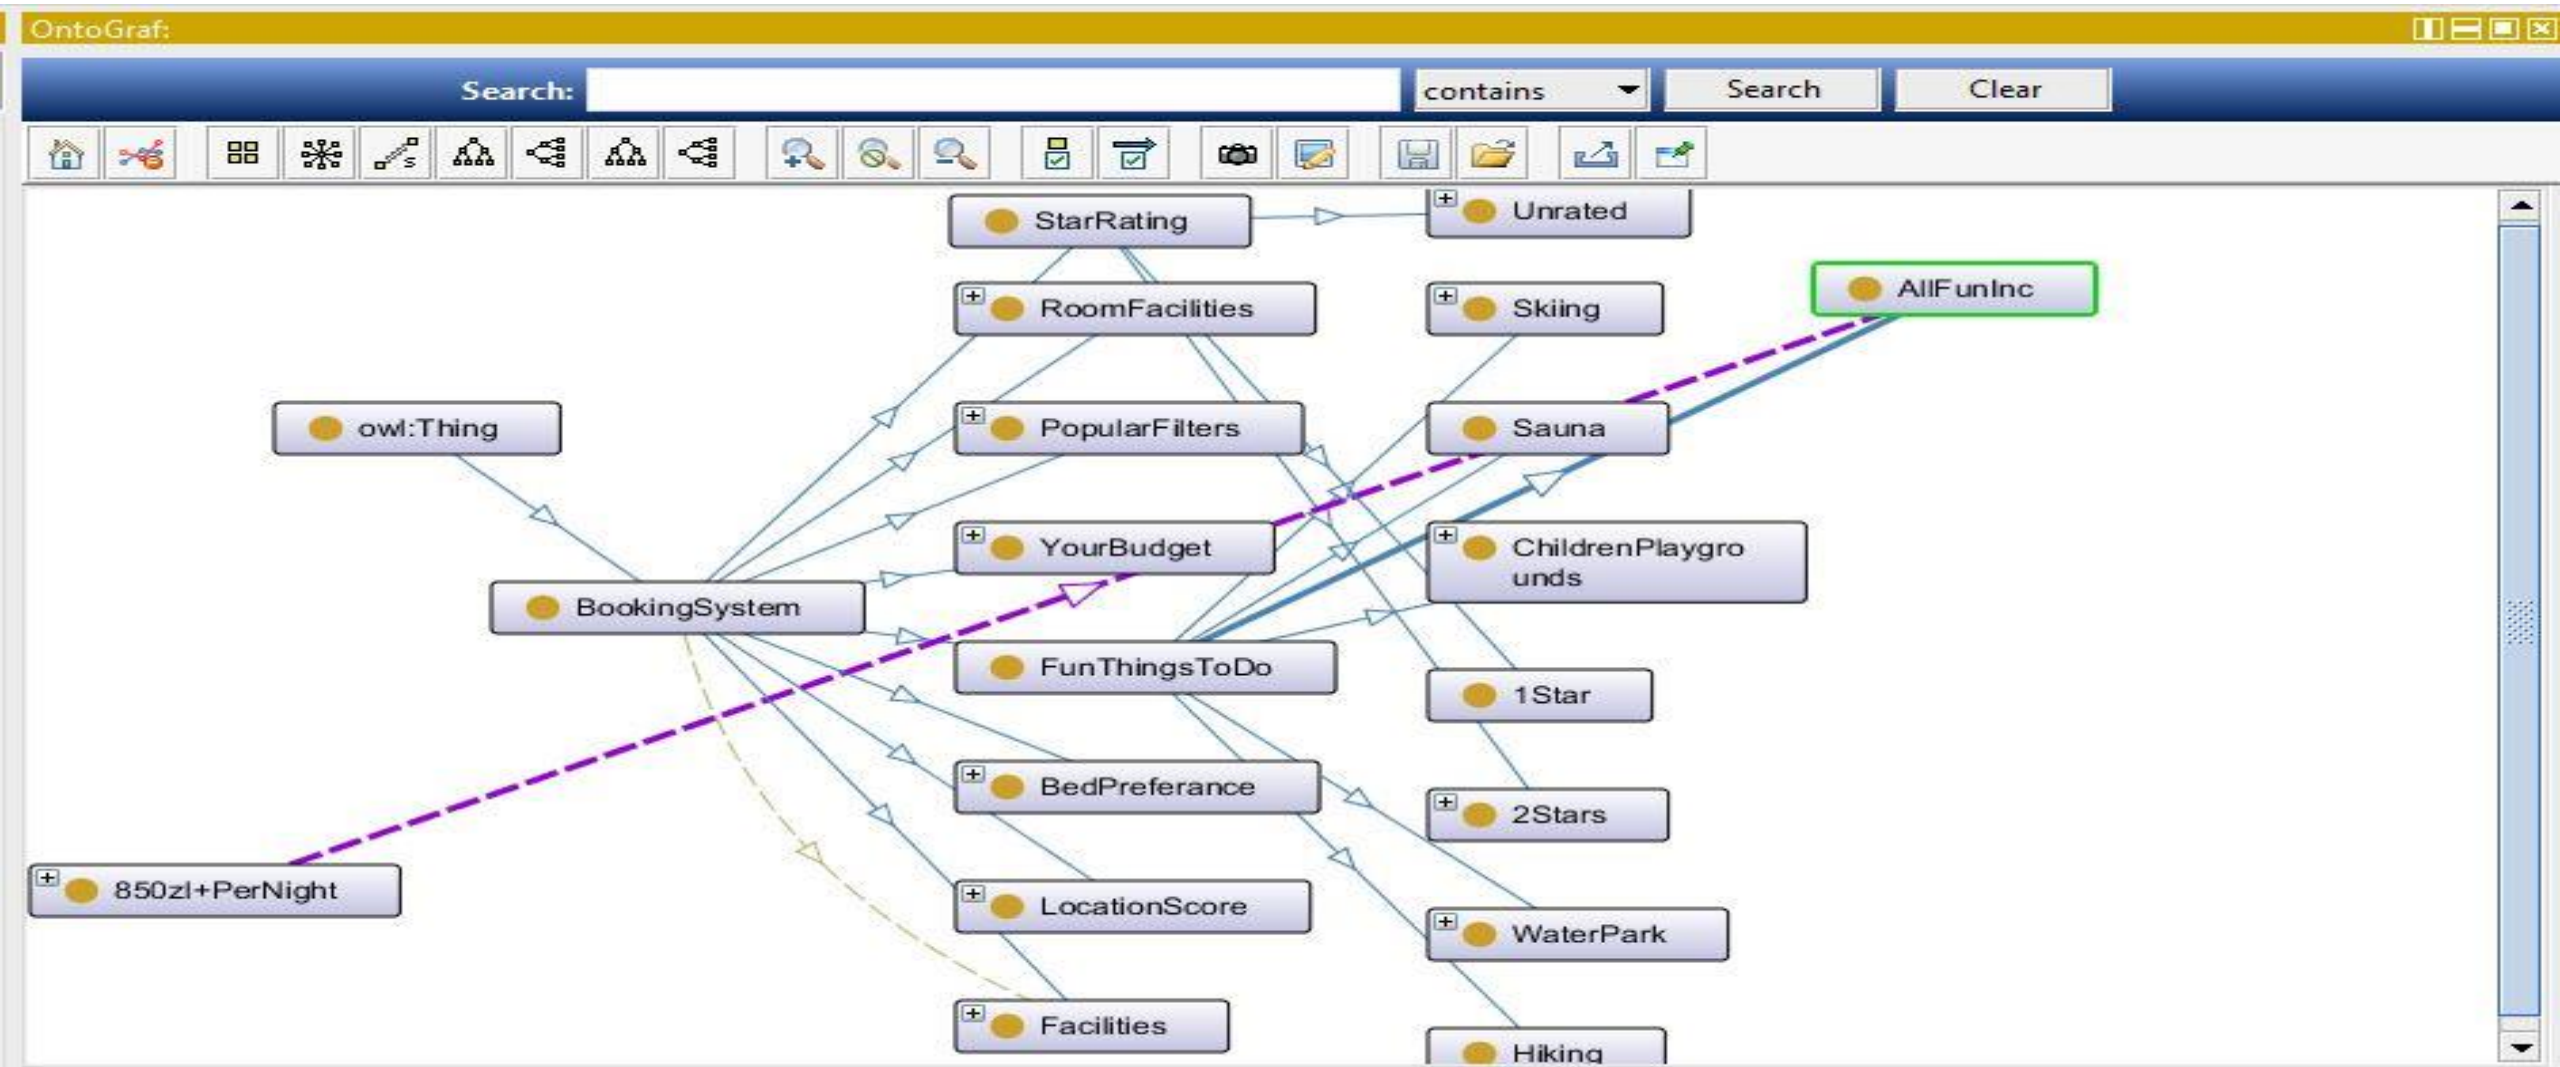 OntoGraf:
Search:
contains
Search
Clear
StarRating
Unrated
RoomFacilities
Skiing
AllFunInc
owl:Thing
PopularFilters
Sauna
YourBudget
ChildrenPlaygro
unds
BookingSystem
FunThingsToDo
1Star
BedPreferance
2Stars
850zl+PerNight
LocationScore
WaterPark
Facilities
Hiking